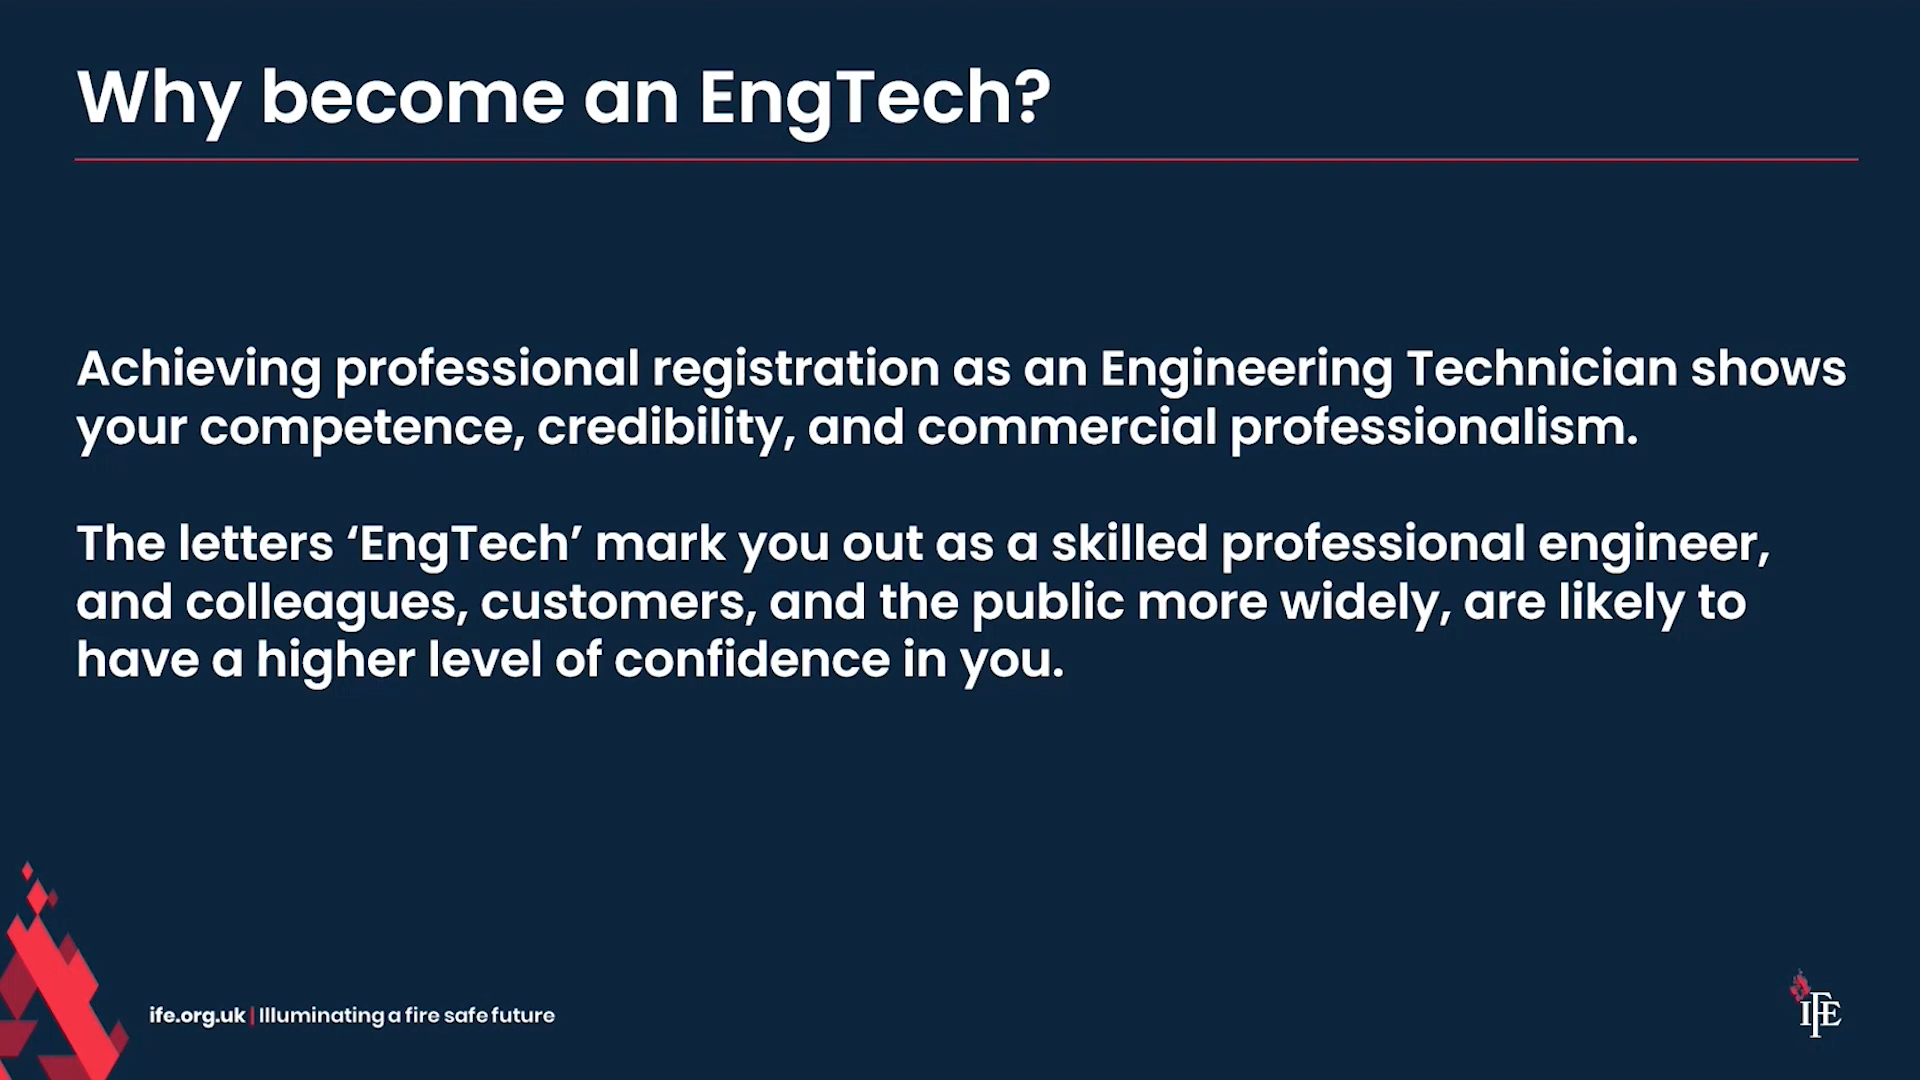 Why become an EngTech?
Achieving professional registration as an Engineering Technician shows
your competence, credibility, and commercial professionalism.
The letters ‘EngTech’ mark you out as a skilled professional engineer,
and colleagues, customers, and the public more widely, are likely to
have a higher level of confidence in you.
ife.org.uk | Illuminating a fire safe future
IFE